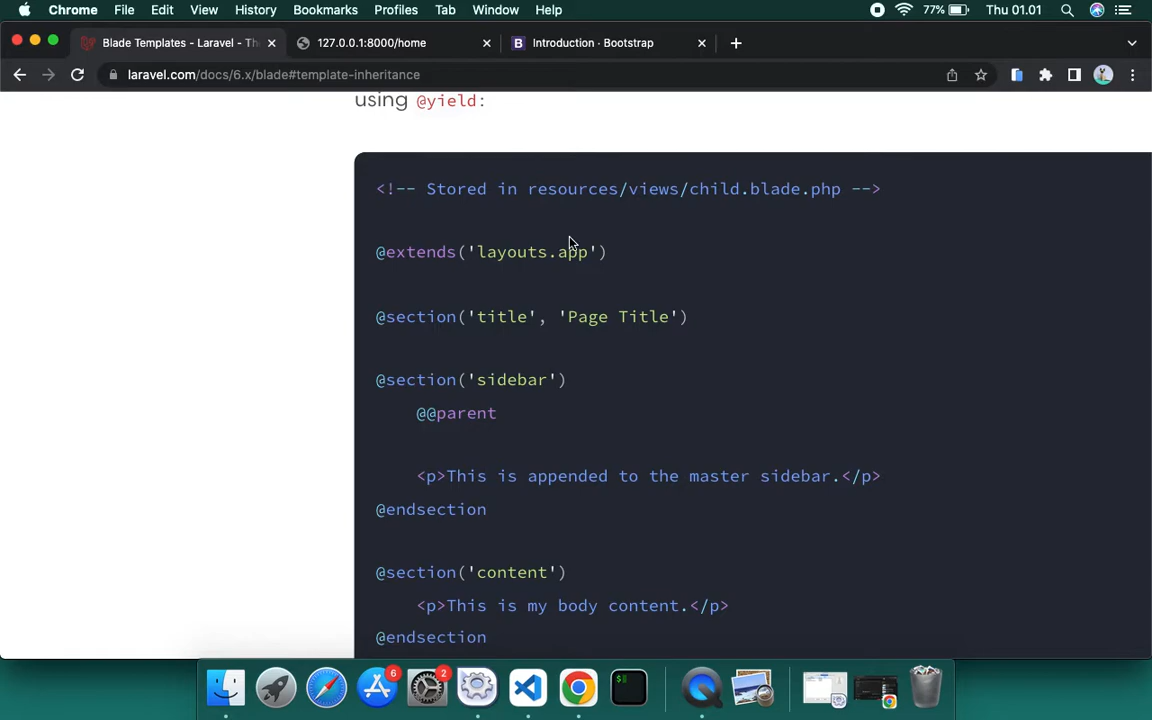 Chrome File Edit View History Bookmarks Profiles Tab Window Help 77% Thu 01.01
Blade Templates - Laravel - Th 127.0.0.1:8000/home B Introduction · Bootstrap
laravel.com/docs/6.x/blade#template-inheritance
using @yield:
<!-- Stored in resources/views/child.blade.php -->
@extends('layouts.app')
@section('title', 'Page Title')
@section('sidebar')
@@parent
<p>This is appended to the master sidebar.</p>
@endsection
@section('content')
<p>This is my body content.</p>
@endsection
6 2 $